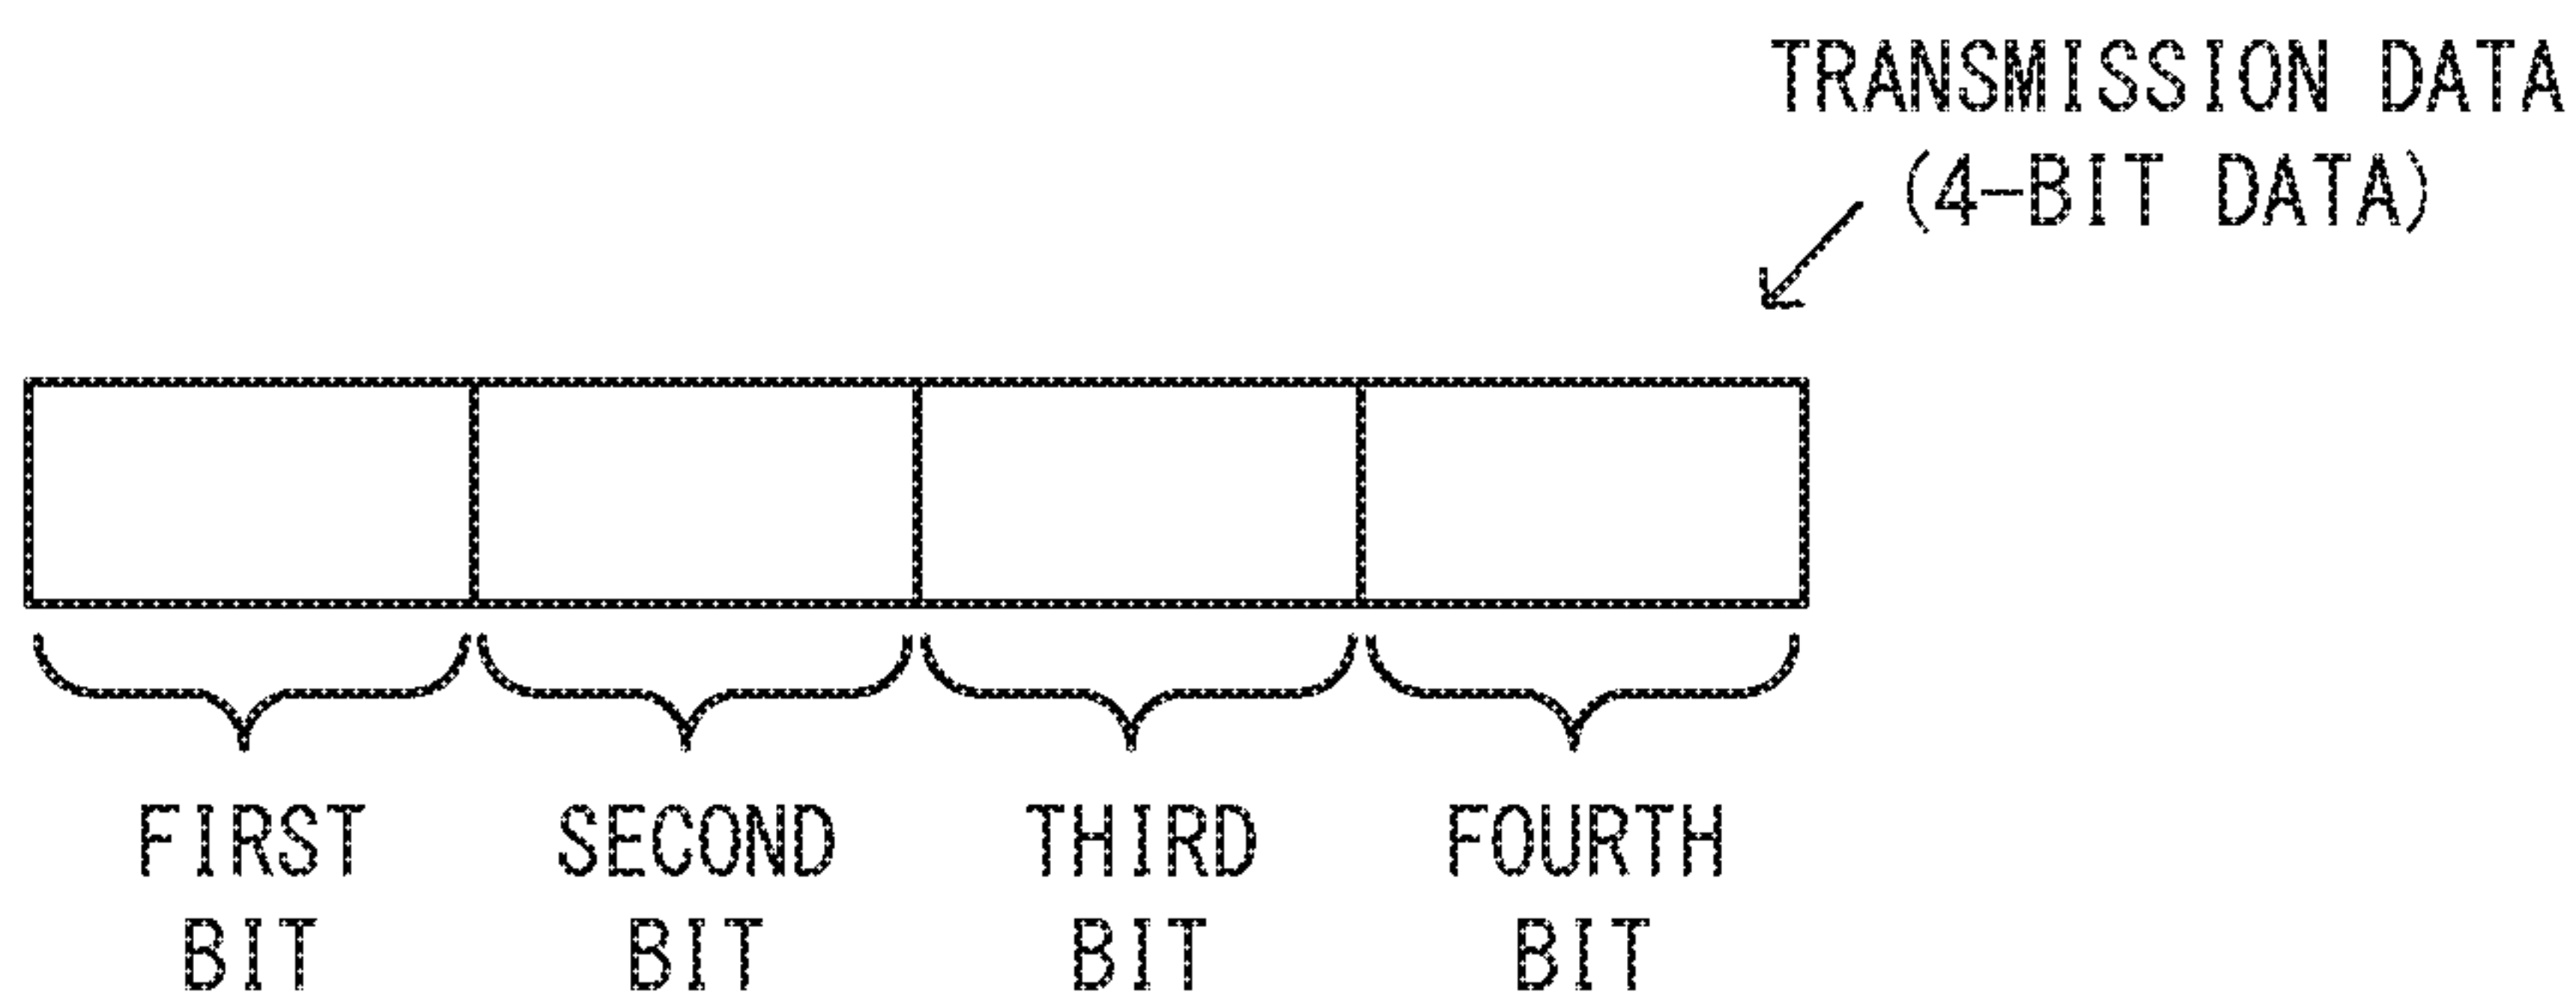 TRANSMISSION DATA
(4-BIT DATA)
FIRST
BIT
SECOND
BIT
THIRD
BIT
FOURTH
BIT